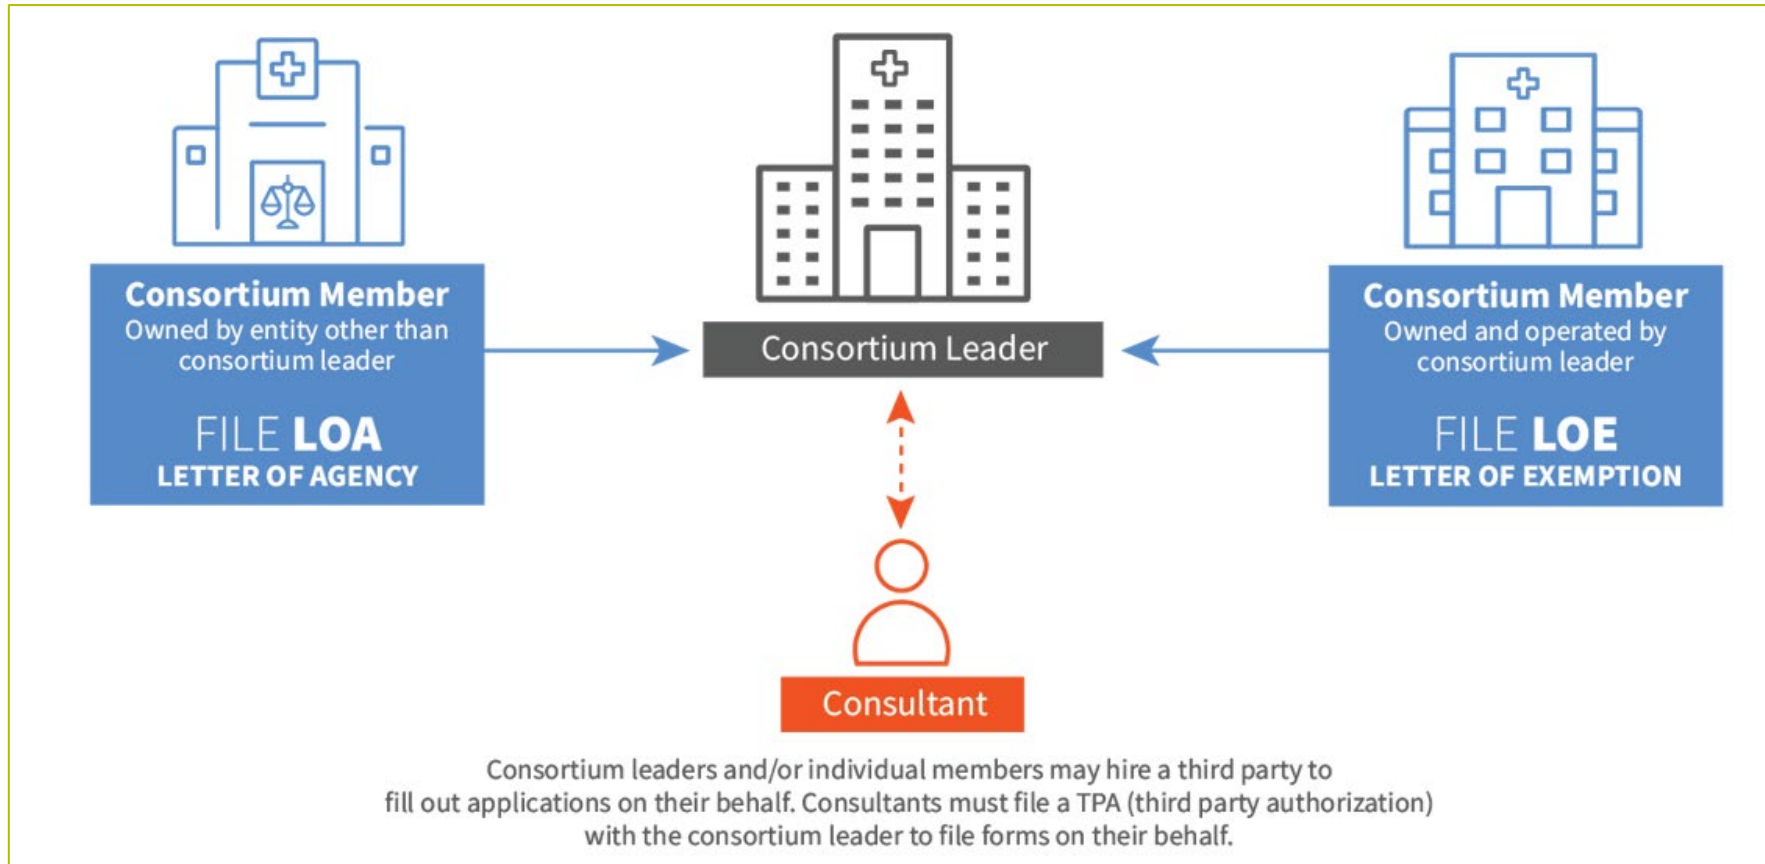 Consortium Member
Owned by entity other than
consortium leader
FILE LOA
LETTER OF AGENCY
Consortium Leader
Consortium Member
Owned and operated by
consortium leader
FILE LOE
LETTER OF EXEMPTION
Consultant
Consortium leaders and/or individual members may hire a third party to
fill out applications on their behalf. Consultants must file a TPA (third party authorization)
with the consortium leader to file forms on their behalf.